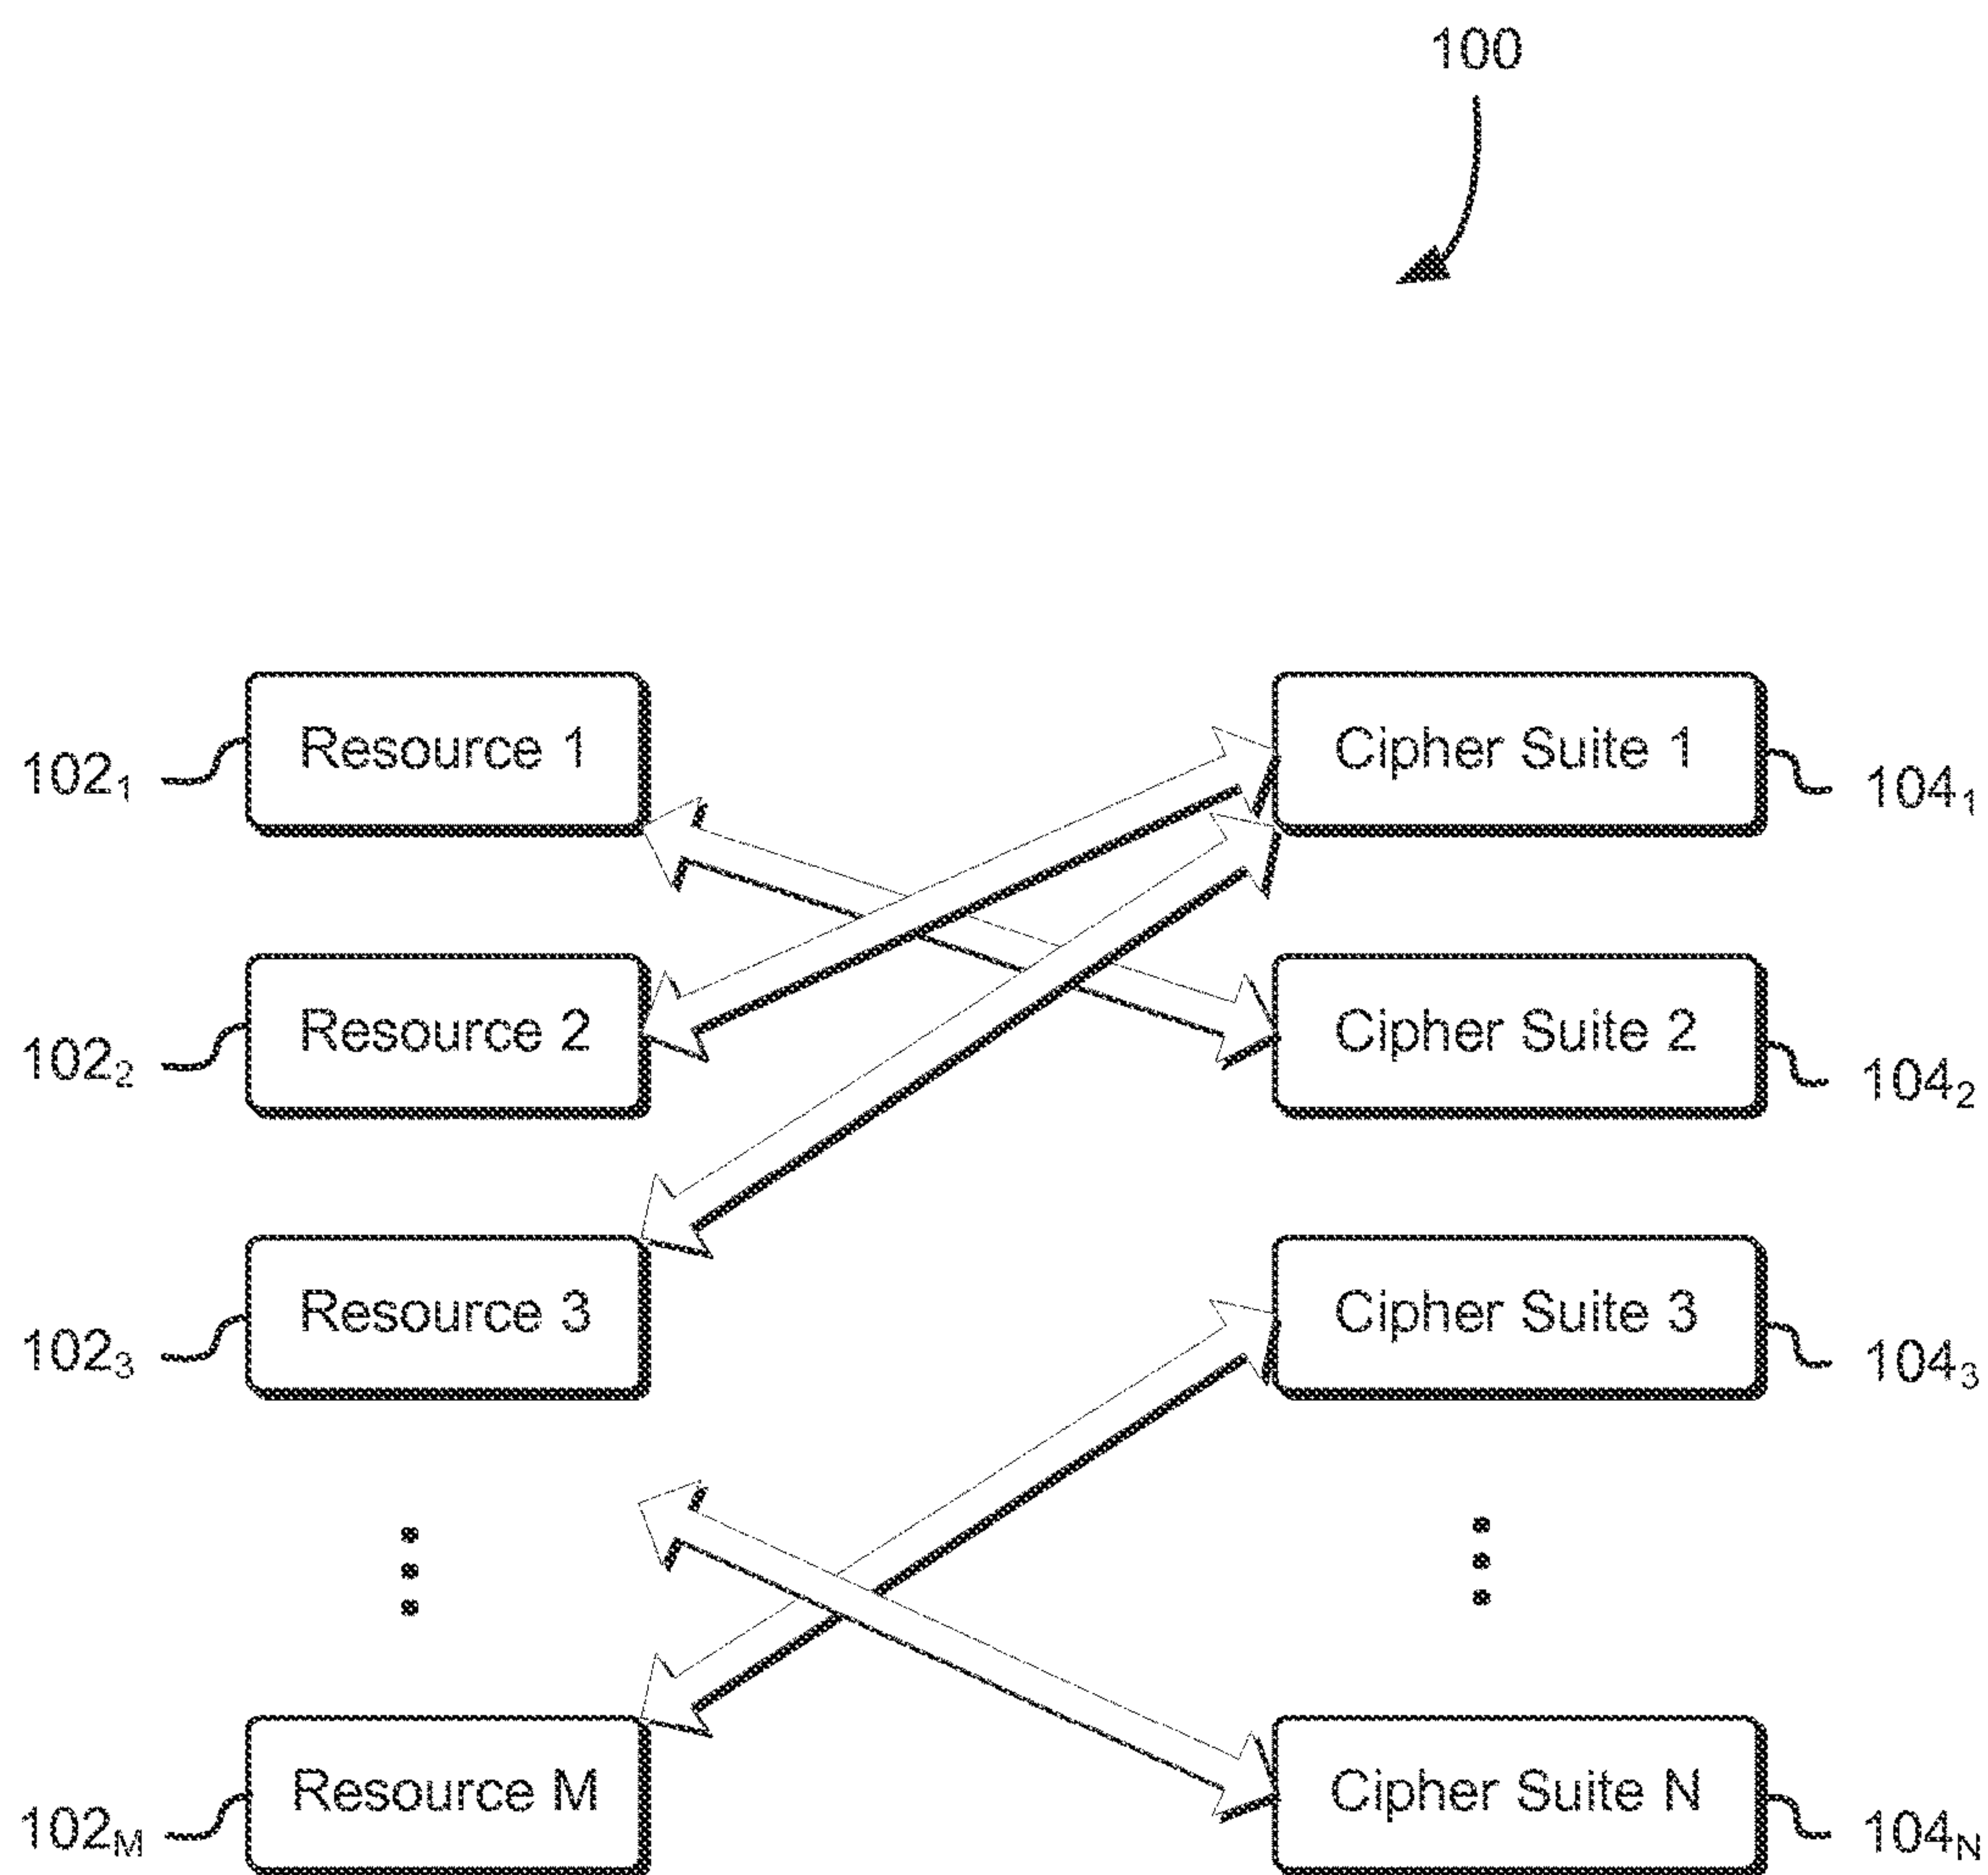 100
Resource 1
Cipher Suite 1
102₁
104₁
Resource 2
Cipher Suite 2
102₂
104₂
Resource 3
Cipher Suite 3
102₃
104₃
Resource M
Cipher Suite N
102ₘ
104ₙ